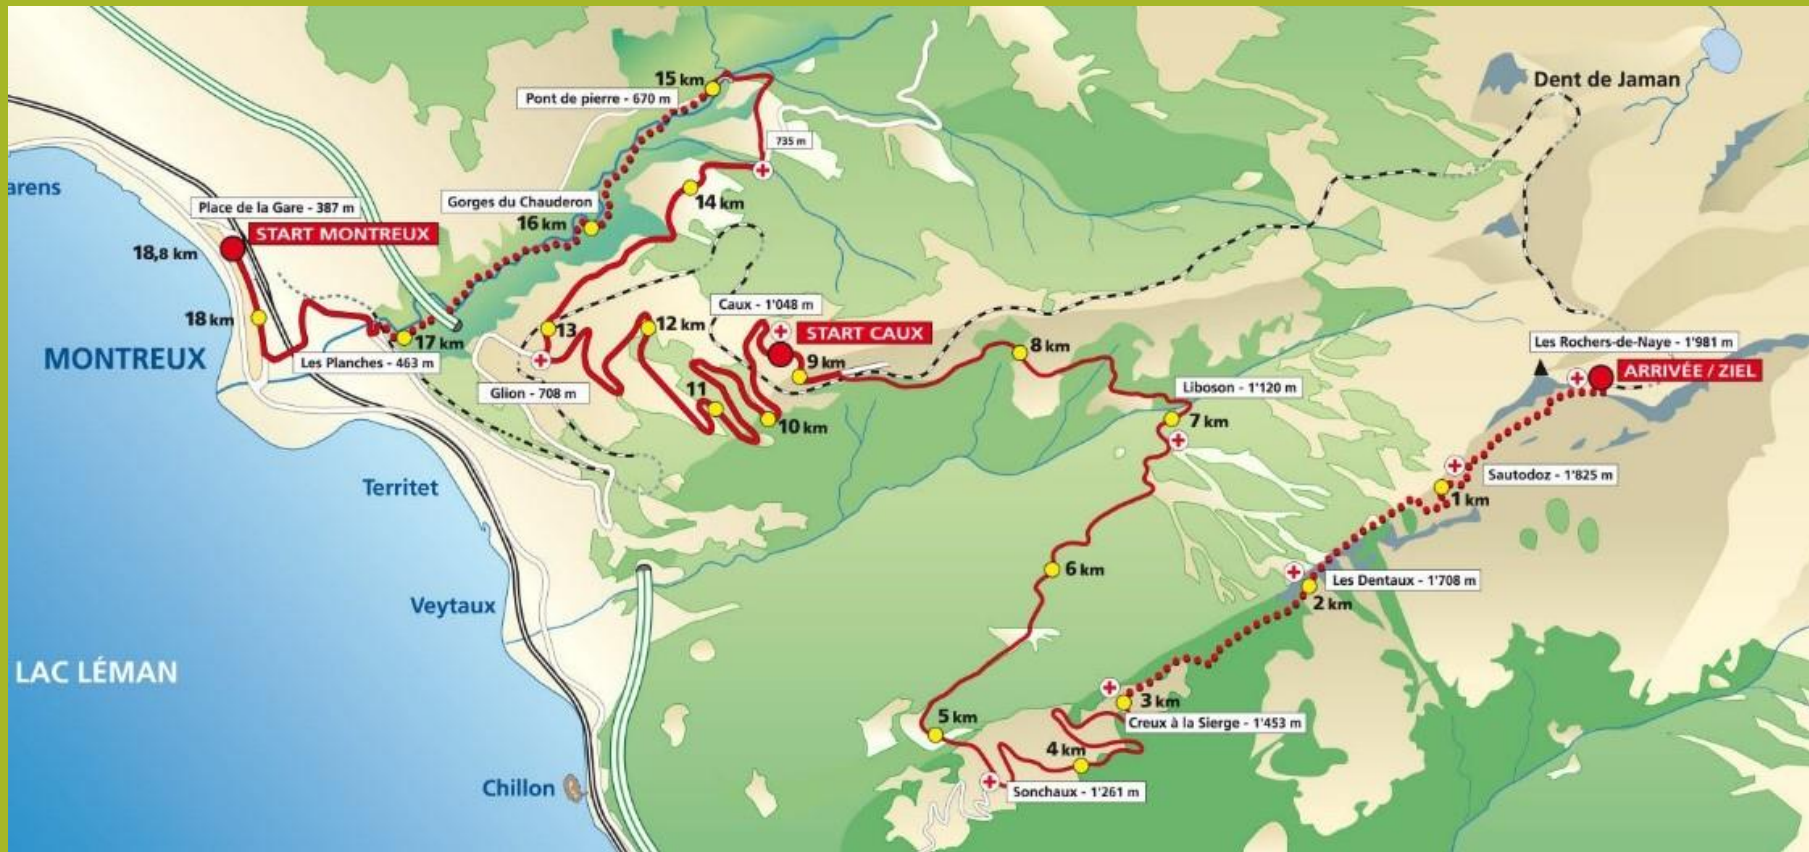 Dent de Jaman
15 km
Pont de pierre - 670 m
735 m
arens
Place de la Gare - 387 m
Gorges du Chauderon
14 km
16 km
START MONTREUX
18,8 km
Caux - 1'048 m
18 km
13
12 km
START CAUX
17 km
8 km
Les Rochers-de-Naye - 1'981 m
MONTREUX
Les Planches - 463 m
9 km
ARRIVÉE / ZIEL
Glion - 708 m
11
Liboson - 1'120 m
10 km
7 km
Territet
Sautodoz - 1'825 m
1 km
6 km
Les Dentaux - 1'708 m
Veytaux
2 km
LAC LÉMAN
3 km
5 km
Creux à la Sierge - 1'453 m
4 km
Chillon
Sonchaux - 1'261 m